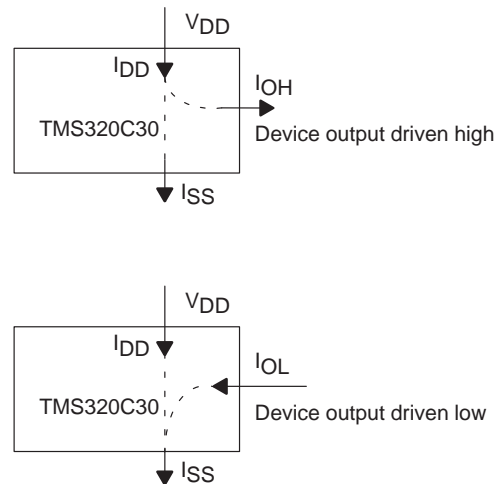 VDD
IDD
IOH
TMS320C30
Device output driven high
ISS
VDD
IDD
IOL
TMS320C30
Device output driven low
ISS